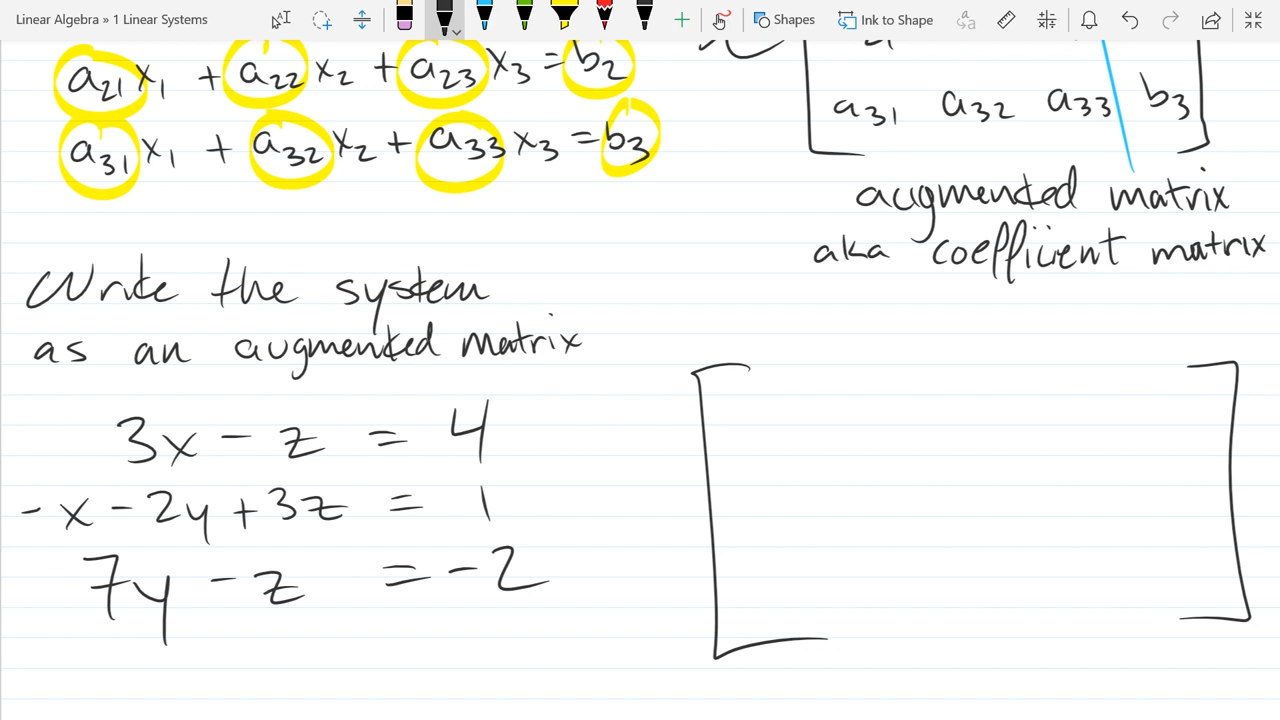 Linear Algebra » 1 Linear Systems
Shapes
Ink to Shape
a₂₁x₁ + a₂₂x₂ + a₂₃x₃ = b₂
a₃₁x₁ + a₃₂x₂ + a₃₃x₃ = b₃
a₃₁ a₃₂ a₃₃ b₃
augmented matrix
aka coefficient matrix
Write the system
as an augmented matrix
3x - z = 4
-x - 2y + 3z = 1
7y - z = -2